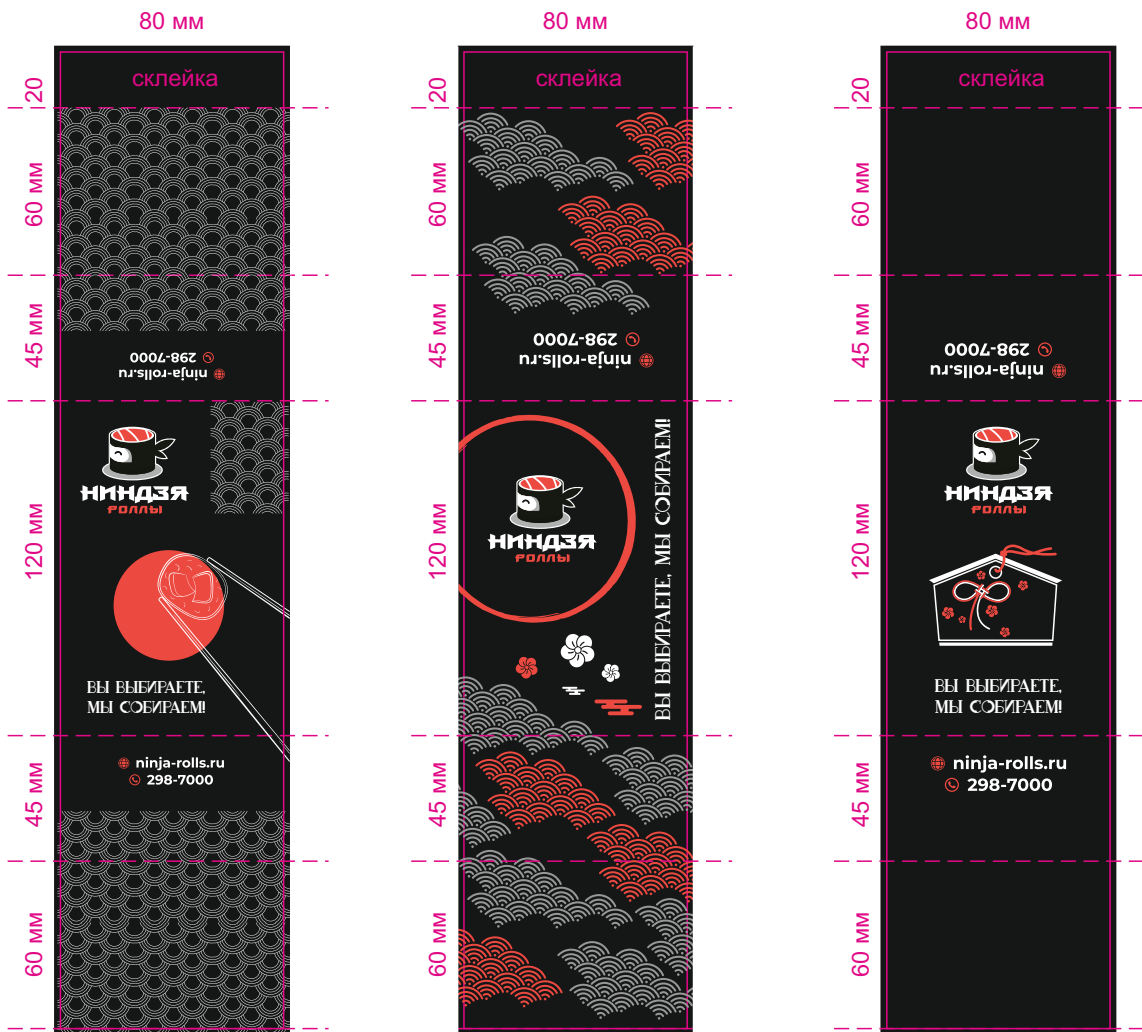 80 мм
склейка
20
60 мм
45 мм
298-7000
ninja-rolls.ru
120 мм
НИНДЗЯ
РОЛЛЫ
ВЫ ВЫБИРАЕТЕ,
МЫ СОБИРАЕМ!
45 мм
ninja-rolls.ru
298-7000
60 мм
80 мм
склейка
20
60 мм
45 мм
298-7000
ninja-rolls.ru
120 мм
НИНДЗЯ
РОЛЛЫ
ВЫ ВЫБИРАЕТЕ, МЫ СОБИРАЕМ!
45 мм
60 мм
80 мм
склейка
20
60 мм
45 мм
298-7000
ninja-rolls.ru
120 мм
НИНДЗЯ
РОЛЛЫ
ВЫ ВЫБИРАЕТЕ,
МЫ СОБИРАЕМ!
45 мм
ninja-rolls.ru
298-7000
60 мм